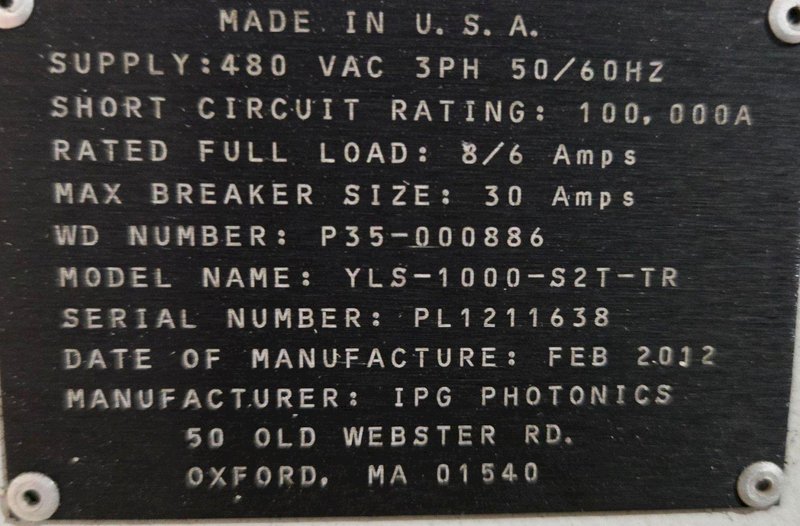 MADE IN U.S.A.
SUPPLY:480 VAC 3PH 50/60HZ
SHORT CIRCUIT RATING: 100,000A
RATED FULL LOAD: 8/6 Amps
MAX BREAKER SIZE: 30 Amps
WD NUMBER: P35-000886
MODEL NAME: YLS-1000-S2T-TR
SERIAL NUMBER: PL1211638
DATE OF MANUFACTURE: FEB 2012
MANUFACTURER: IPG PHOTONICS
50 OLD WEBSTER RD.
OXFORD, MA 01540